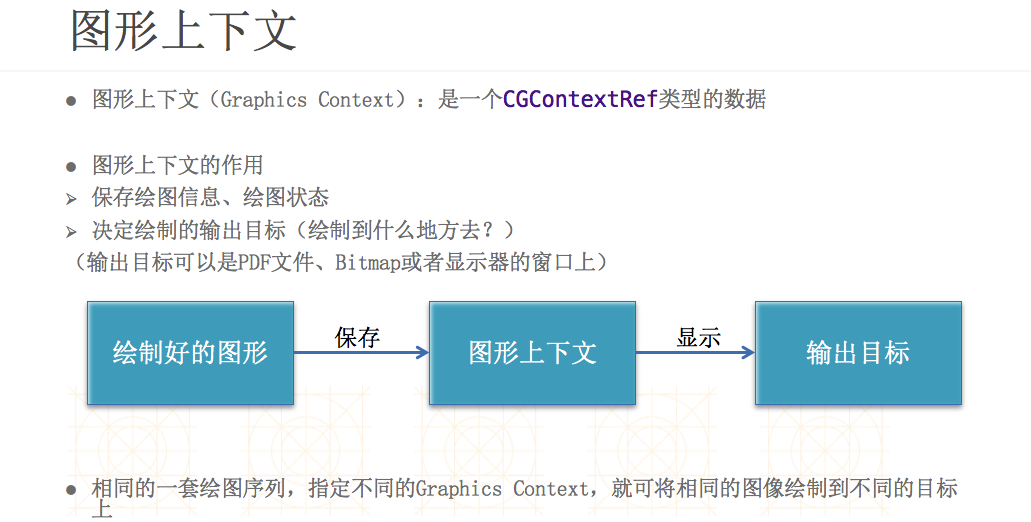 图形上下文
● 图形上下文（Graphics Context）：是一个CGContextRef类型的数据
● 图形上下文的作用
➢ 保存绘图信息、绘图状态
➢ 决定绘制的输出目标（绘制到什么地方去？）
（输出目标可以是PDF文件、Bitmap或者显示器的窗口上）
绘制好的图形
保存
图形上下文
显示
输出目标
● 相同的一套绘图序列，指定不同的Graphics Context，就可将相同的图像绘制到不同的目标
上